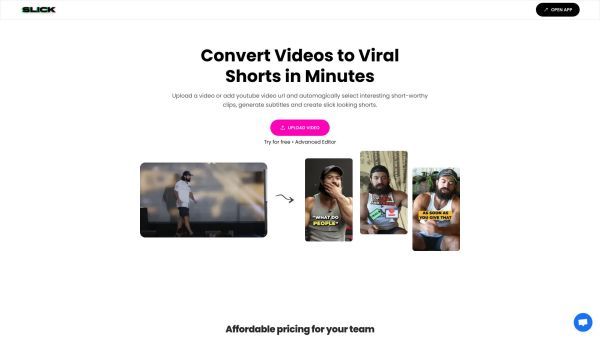 SLICK
OPEN APP
Convert Videos to Viral
Shorts in Minutes
Upload a video or add youtube video url and automagically select interesting short-worthy
clips, generate subtitles and create slick looking shorts.
UPLOAD VIDEO
Try for free • Advanced Editor
"WHAT DO
PEOPLE"
AS SOON AS
YOU GIVE THAT
Affordable pricing for your team